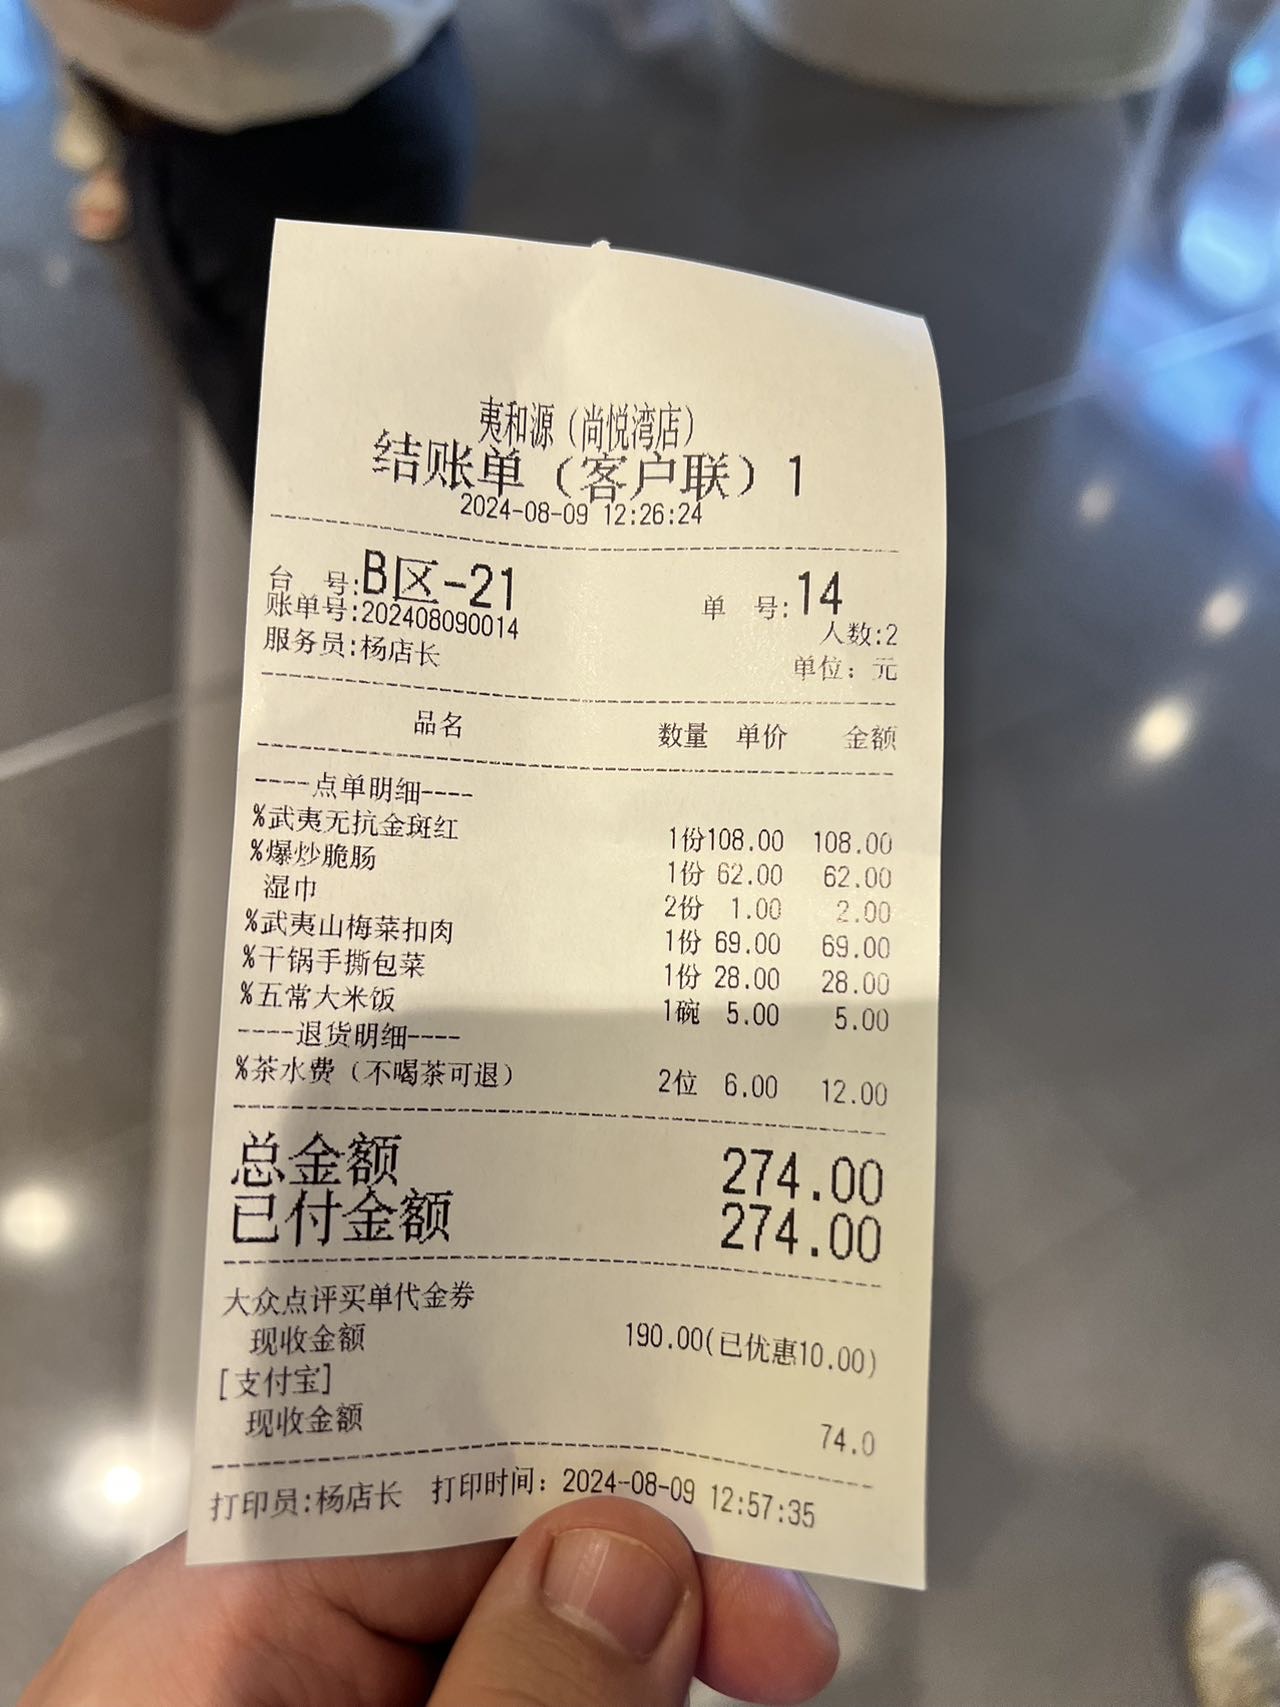 夷和源（尚悦湾店）
结账单（客户联）1
2024-08-09 12:26:24
台 号:B区-21 单 号:14
账单号:202408090014 人数:2
服务员:杨店长 单位：元
品名 数量 单价 金额
----点单明细----
%武夷无抗金斑红 1份108.00 108.00
%爆炒脆肠 1份 62.00 62.00
湿巾 2份 1.00 2.00
%武夷山梅菜扣肉 1份 69.00 69.00
%干锅手撕包菜 1份 28.00 28.00
%五常大米饭 1碗 5.00 5.00
----退货明细----
%茶水费（不喝茶可退） 2位 6.00 12.00
总金额 274.00
已付金额 274.00
大众点评买单代金券
现收金额 190.00(已优惠10.00)
[支付宝]
现收金额 74.0
打印员:杨店长 打印时间：2024-08-09 12:57:35